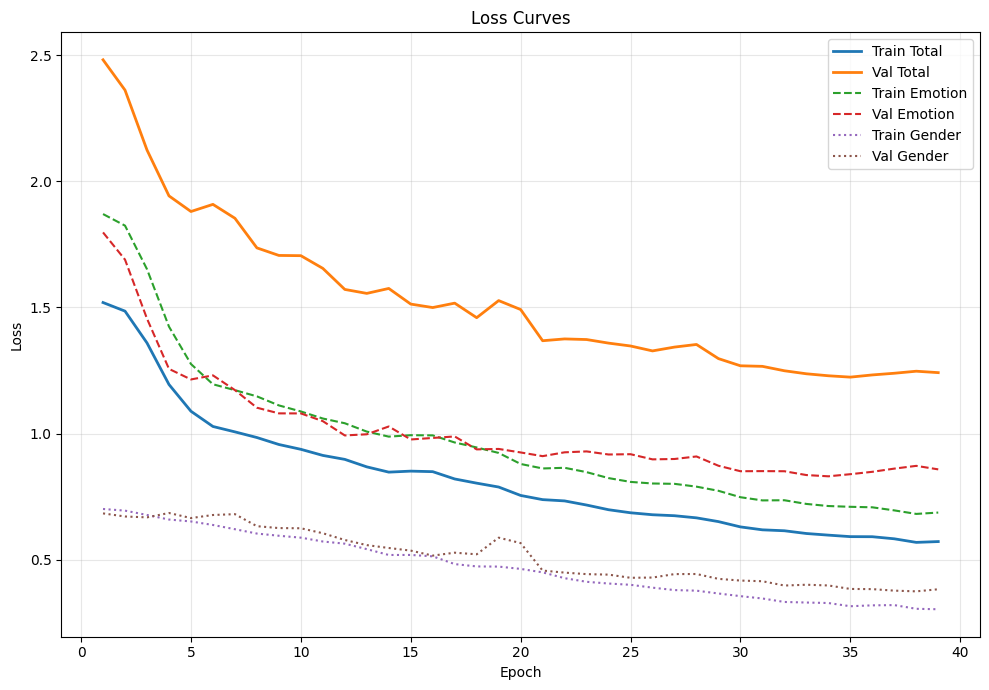 Loss Curves
Train Total
Val Total
Train Emotion
Val Emotion
Train Gender
Val Gender
2.5
2.0
1.5
1.0
0.5
Loss
0 5 10 15 20 25 30 35 40
Epoch